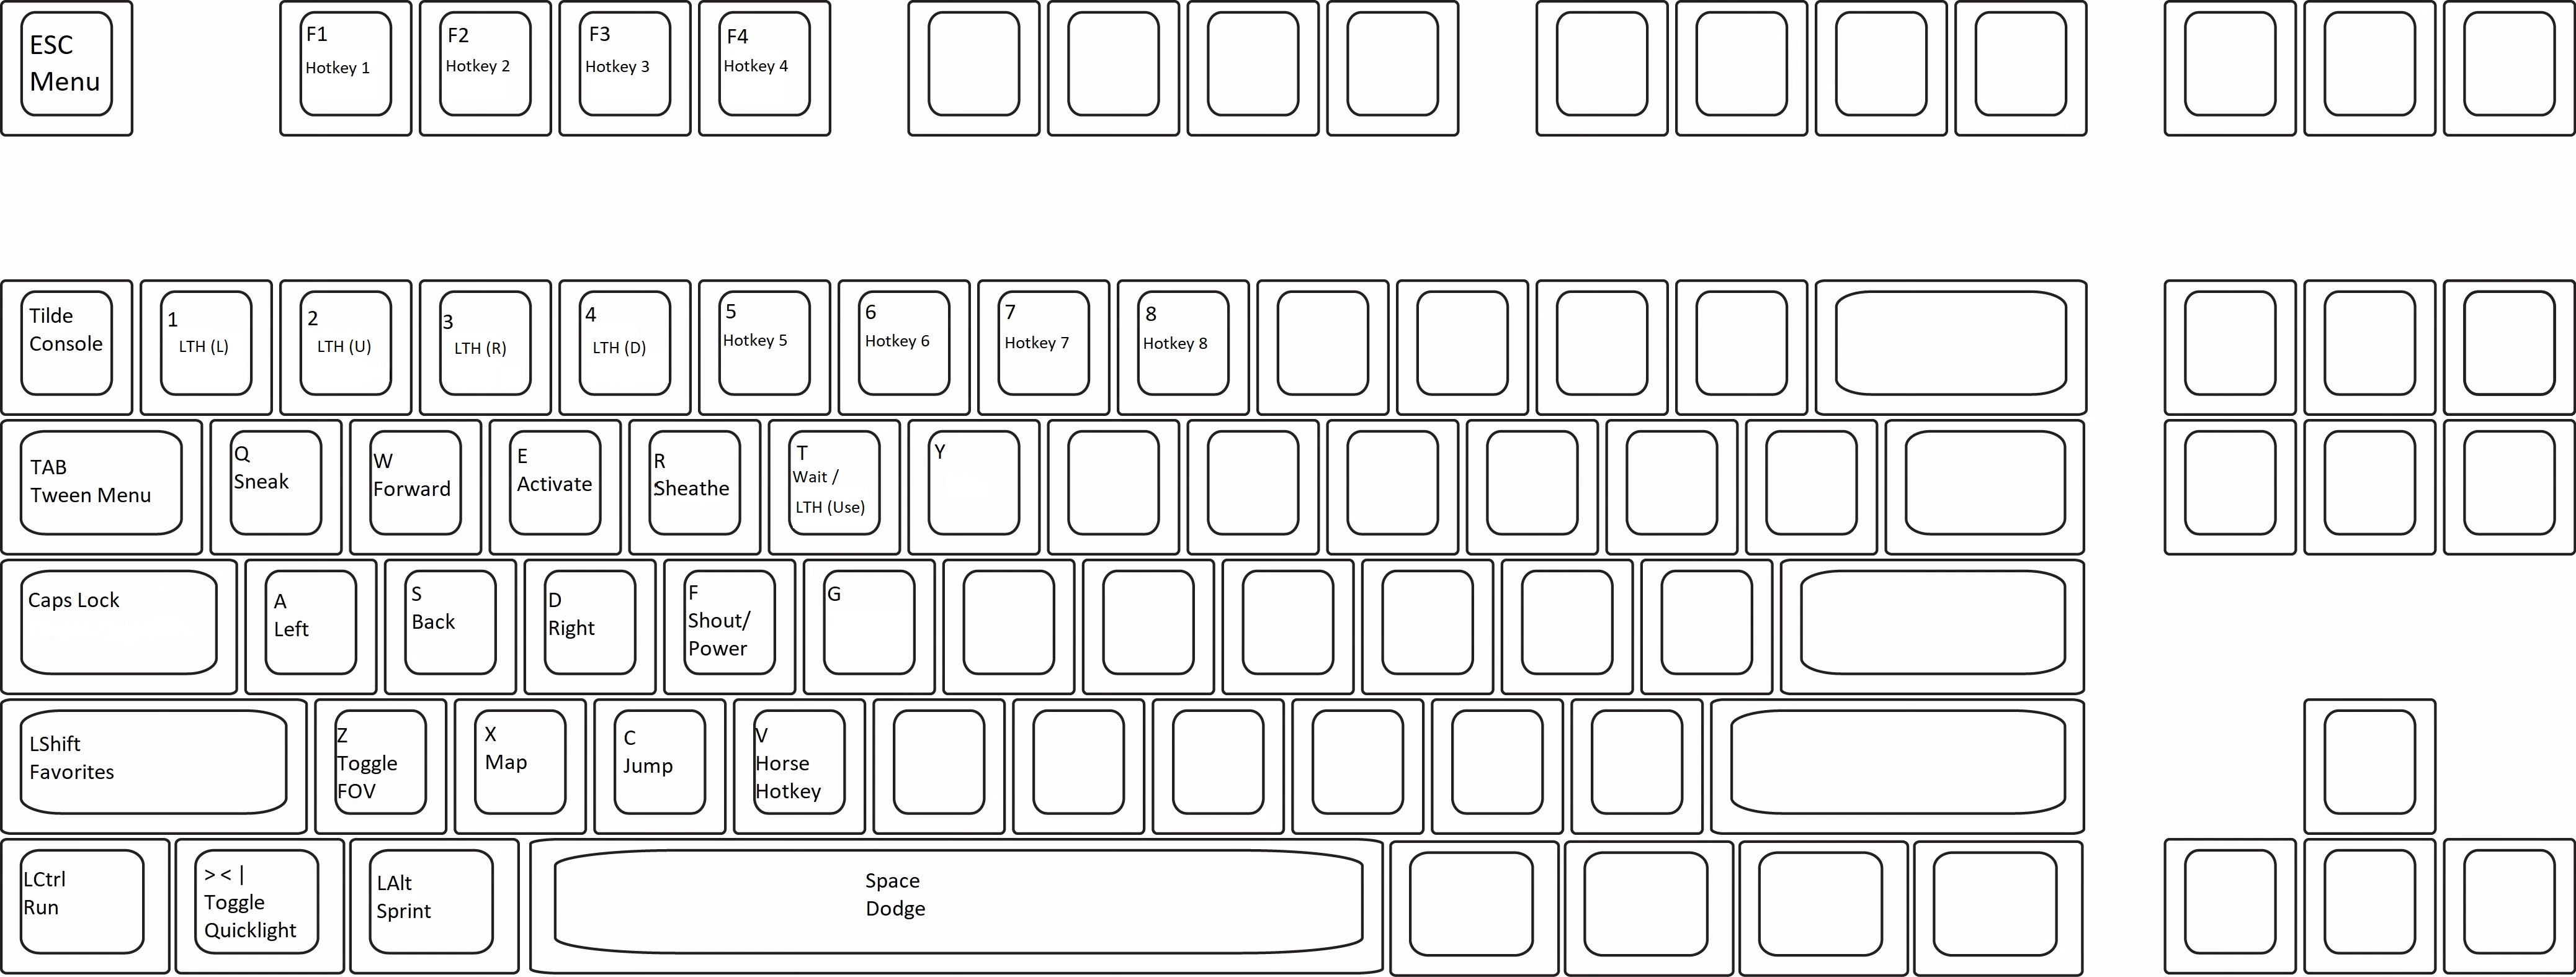 ESC
Menu
F1
Hotkey 1
F2
Hotkey 2
F3
Hotkey 3
F4
Hotkey 4
Tilde
Console
1
LTH (L)
2
LTH (U)
3
LTH (R)
4
LTH (D)
5
Hotkey 5
6
Hotkey 6
7
Hotkey 7
8
Hotkey 8
TAB
Tween Menu
Q
Sneak
W
Forward
E
Activate
R
Sheathe
T
Wait /
LTH (Use)
Y
Caps Lock
A
Left
S
Back
D
Right
F
Shout/
Power
G
LShift
Favorites
Z
Toggle
FOV
X
Map
C
Jump
V
Horse
Hotkey
LCtrl
Run
> < |
Toggle
Quicklight
LAlt
Sprint
Space
Dodge